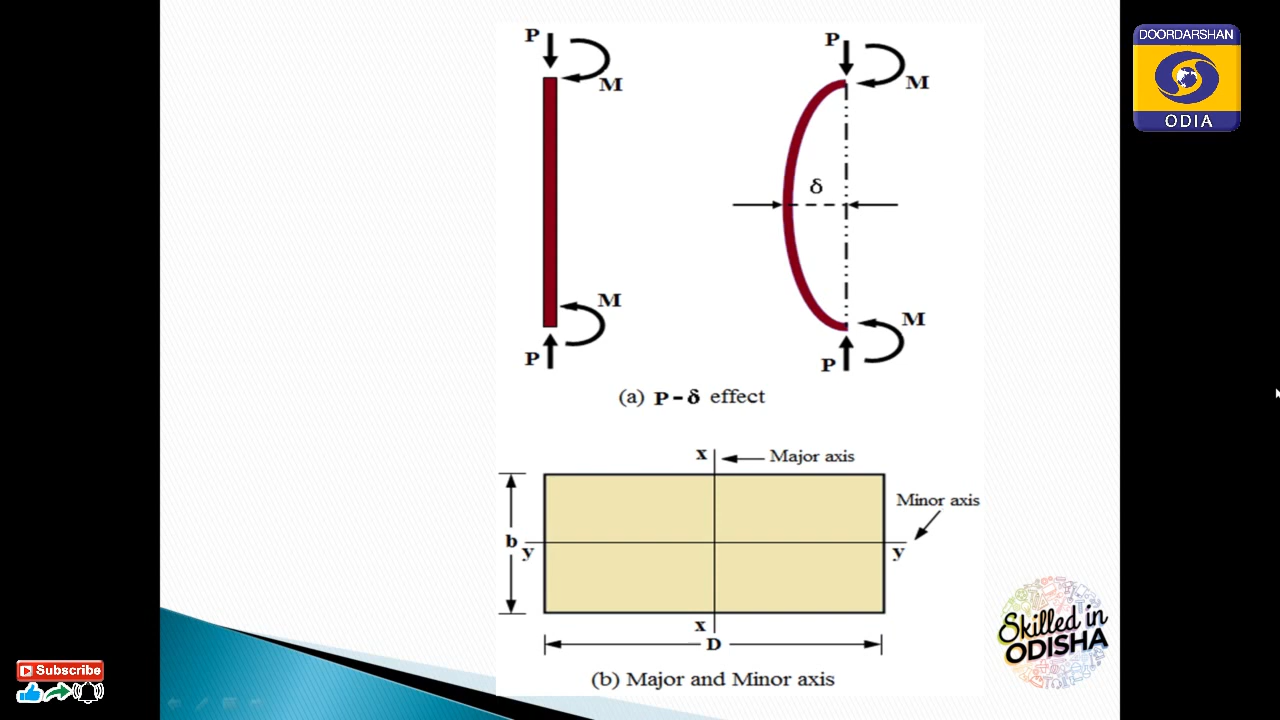 P
M
M
P
P
M
δ
M
P
(a) P-δ effect
x
Major axis
Minor axis
b
y
y
x
D
(b) Major and Minor axis
DOORDARSHAN
ODIA
Skilled in
ODISHA
Subscribe